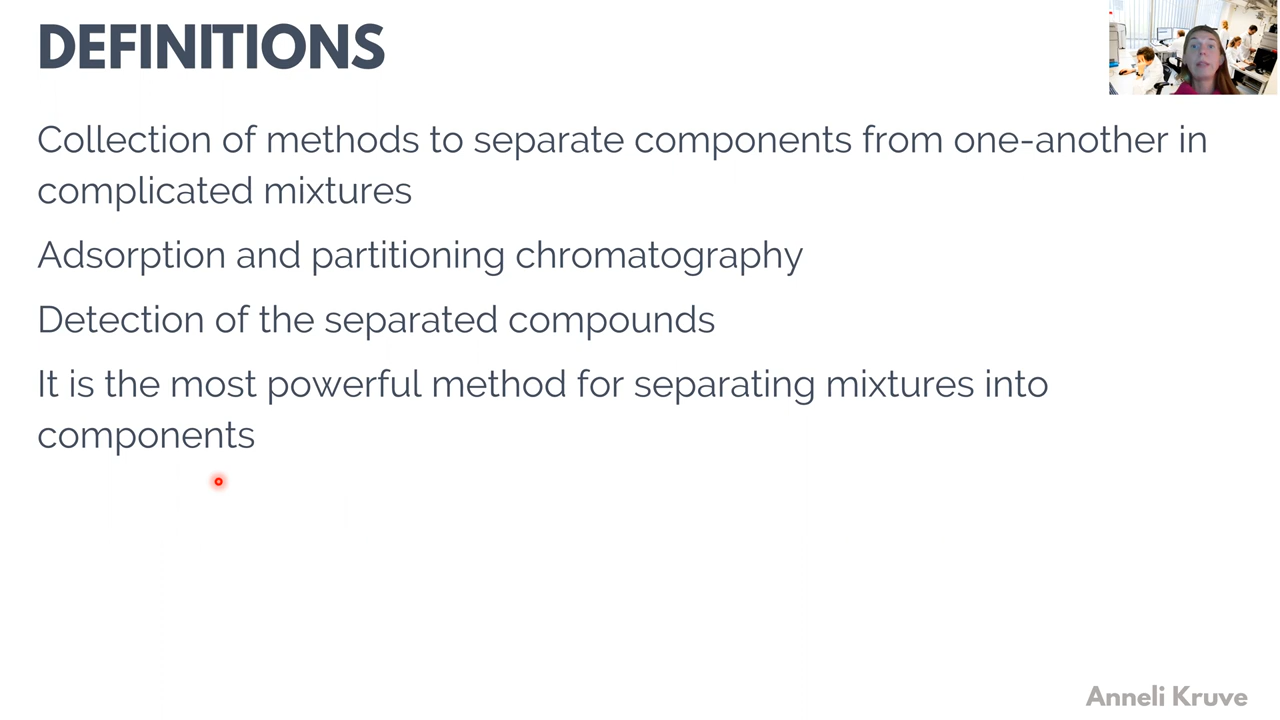 DEFINITIONS
Collection of methods to separate components from one-another in
complicated mixtures
Adsorption and partitioning chromatography
Detection of the separated compounds
It is the most powerful method for separating mixtures into
components
Anneli Kruve